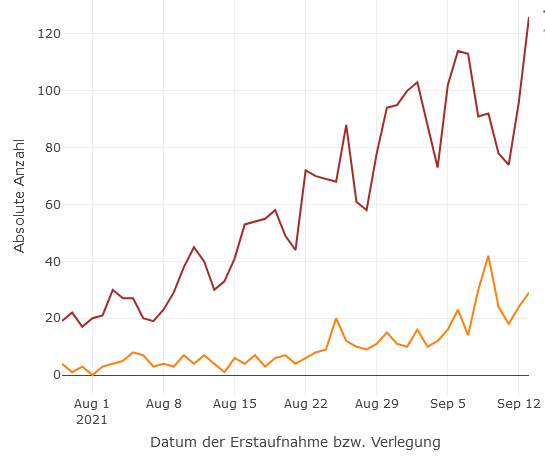 120
100
80
60
40
20
0
Absolute Anzahl
Aug 1
2021
Aug 8
Aug 15
Aug 22
Aug 29
Sep 5
Sep 12
Datum der Erstaufnahme bzw. Verlegung